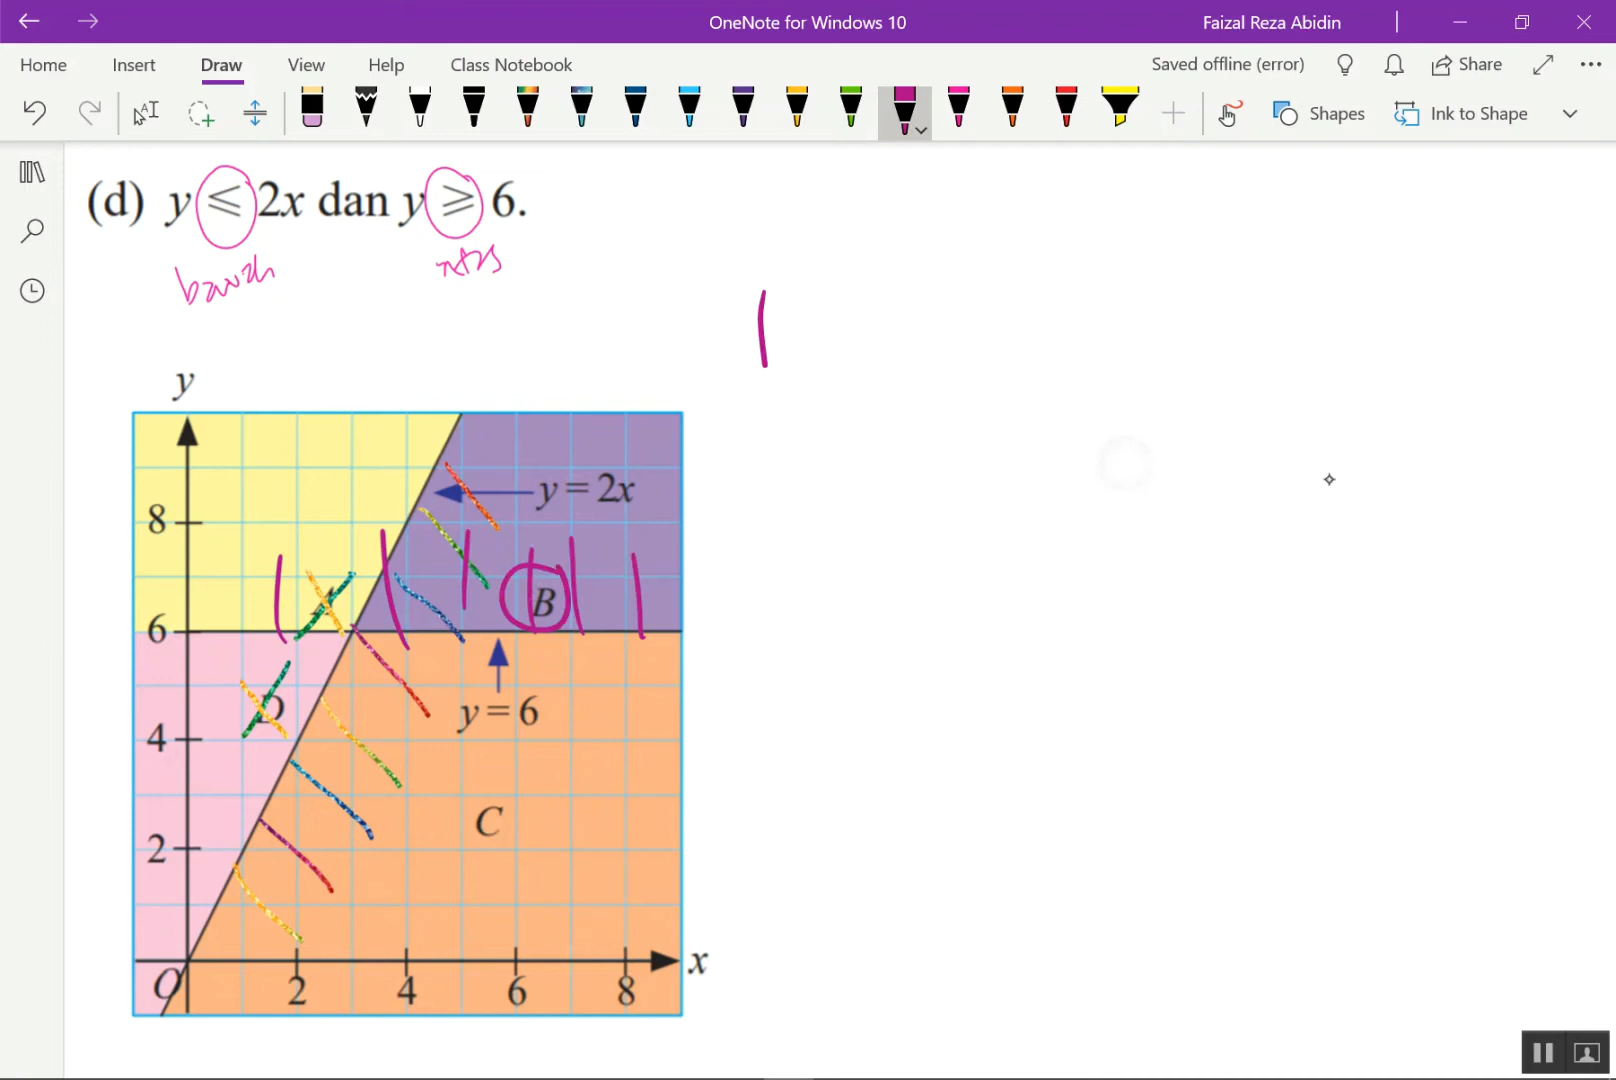 OneNote for Windows 10
Faizal Reza Abidin
Home Insert Draw View Help Class Notebook
Saved offline (error) Share
Shapes Ink to Shape
(d) y ⩽ 2x dan y ⩾ 6.
bawah atas
y
y = 2x
8
A
B
6
D
y = 6
4
C
2
O 2 4 6 8 x